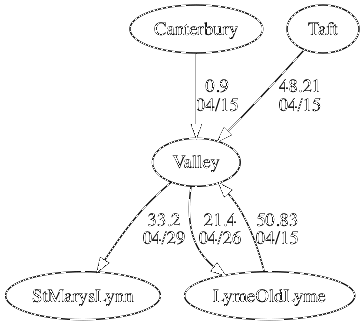 Canterbury
Taft
0.9
04/15
48.21
04/15
Valley
33.2
04/29
21.4
04/26
50.83
04/15
StMarysLynn
LymeOldLyme